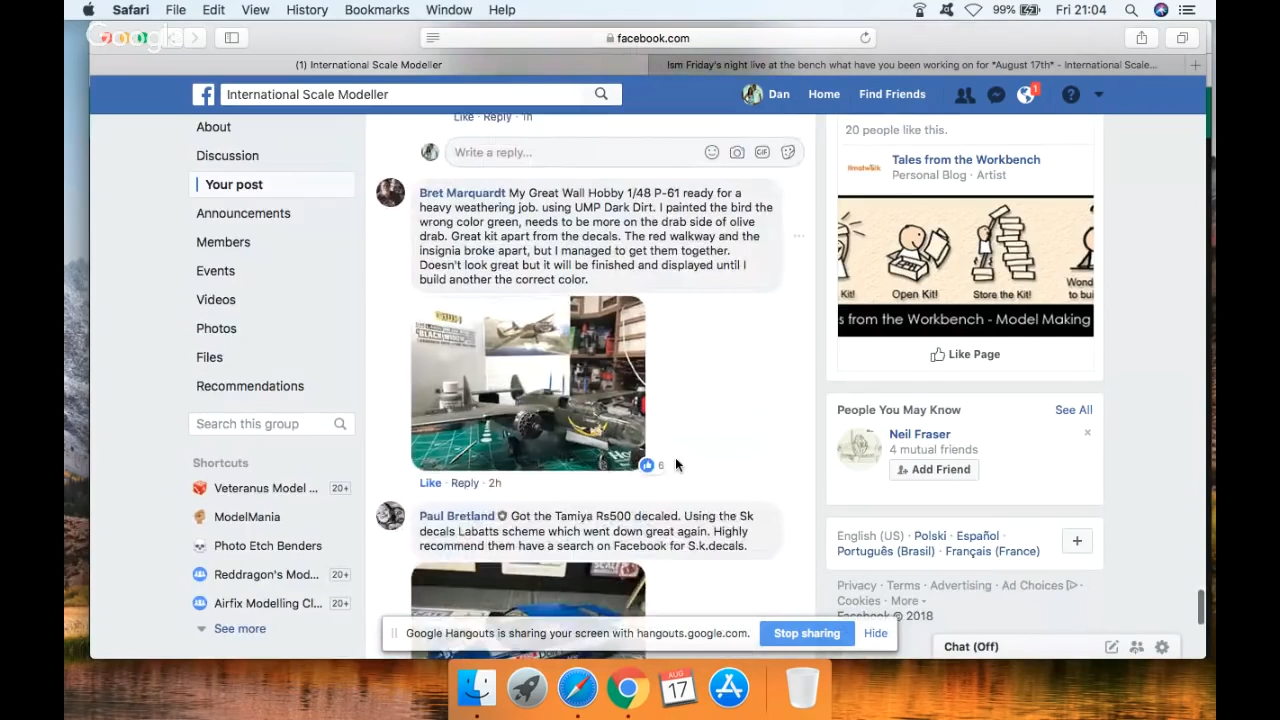 Safari File Edit View History Bookmarks Window Help 99% Fri 21:04
Google
facebook.com
(1) International Scale Modeller
Ism Friday's night live at the bench what have you been working on for *August 17th* - International Scale...
International Scale Modeller
Dan Home Find Friends 1
About
Discussion
Your post
Announcements
Members
Events
Videos
Photos
Files
Recommendations
Search this group
Shortcuts
Veteranus Model ... 20+
ModelMania
Photo Etch Benders
Reddragon's Mod... 20+
Airfix Modelling Cl... 20+
See more
Like · Reply · 1h
Write a reply...
GIF
Bret Marquardt My Great Wall Hobby 1/48 P-61 ready for a
heavy weathering job. using UMP Dark Dirt. I painted the bird the
wrong color green, needs to be more on the drab side of olive
drab. Great kit apart from the decals. The red walkway and the
insignia broke apart, but I managed to get them together.
Doesn't look great but it will be finished and displayed until I
build another the correct color.
BLACK WIDOW
6
Like · Reply · 2h
Paul Bretland Got the Tamiya Rs500 decaled. Using the Sk
decals Labatts scheme which went down great again. Highly
recommend them have a search on Facebook for S.k.decals.
Google Hangouts is sharing your screen with hangouts.google.com.
Stop sharing
Hide
20 people like this.
Tales from the Workbench
Personal Blog · Artist
Kit! Open Kit! Store the Kit! Wond
to bui
s from the Workbench - Model Making
Like Page
People You May Know See All
Neil Fraser
4 mutual friends
Add Friend
English (US) · Polski · Español ·
Português (Brasil) · Français (France)
Privacy · Terms · Advertising · Ad Choices ·
Cookies · More
Facebook © 2018
Chat (Off)
AUG
17